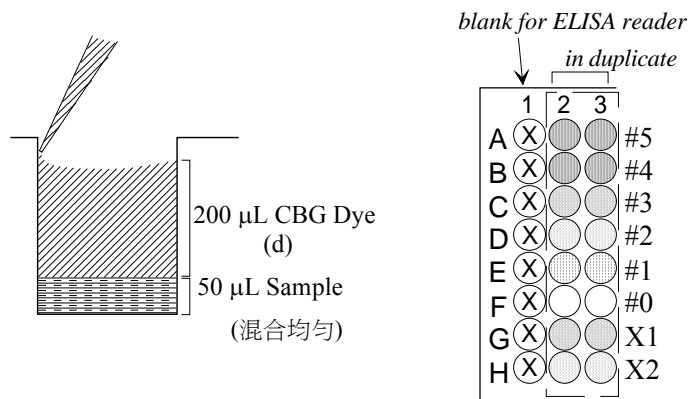 blank for ELISA reader
in duplicate
200 μL CBG Dye
(d)
50 μL Sample
(混合均勻)
1 2 3
A X #5
B X #4
C X #3
D X #2
E X #1
F X #0
G X X1
H X X2